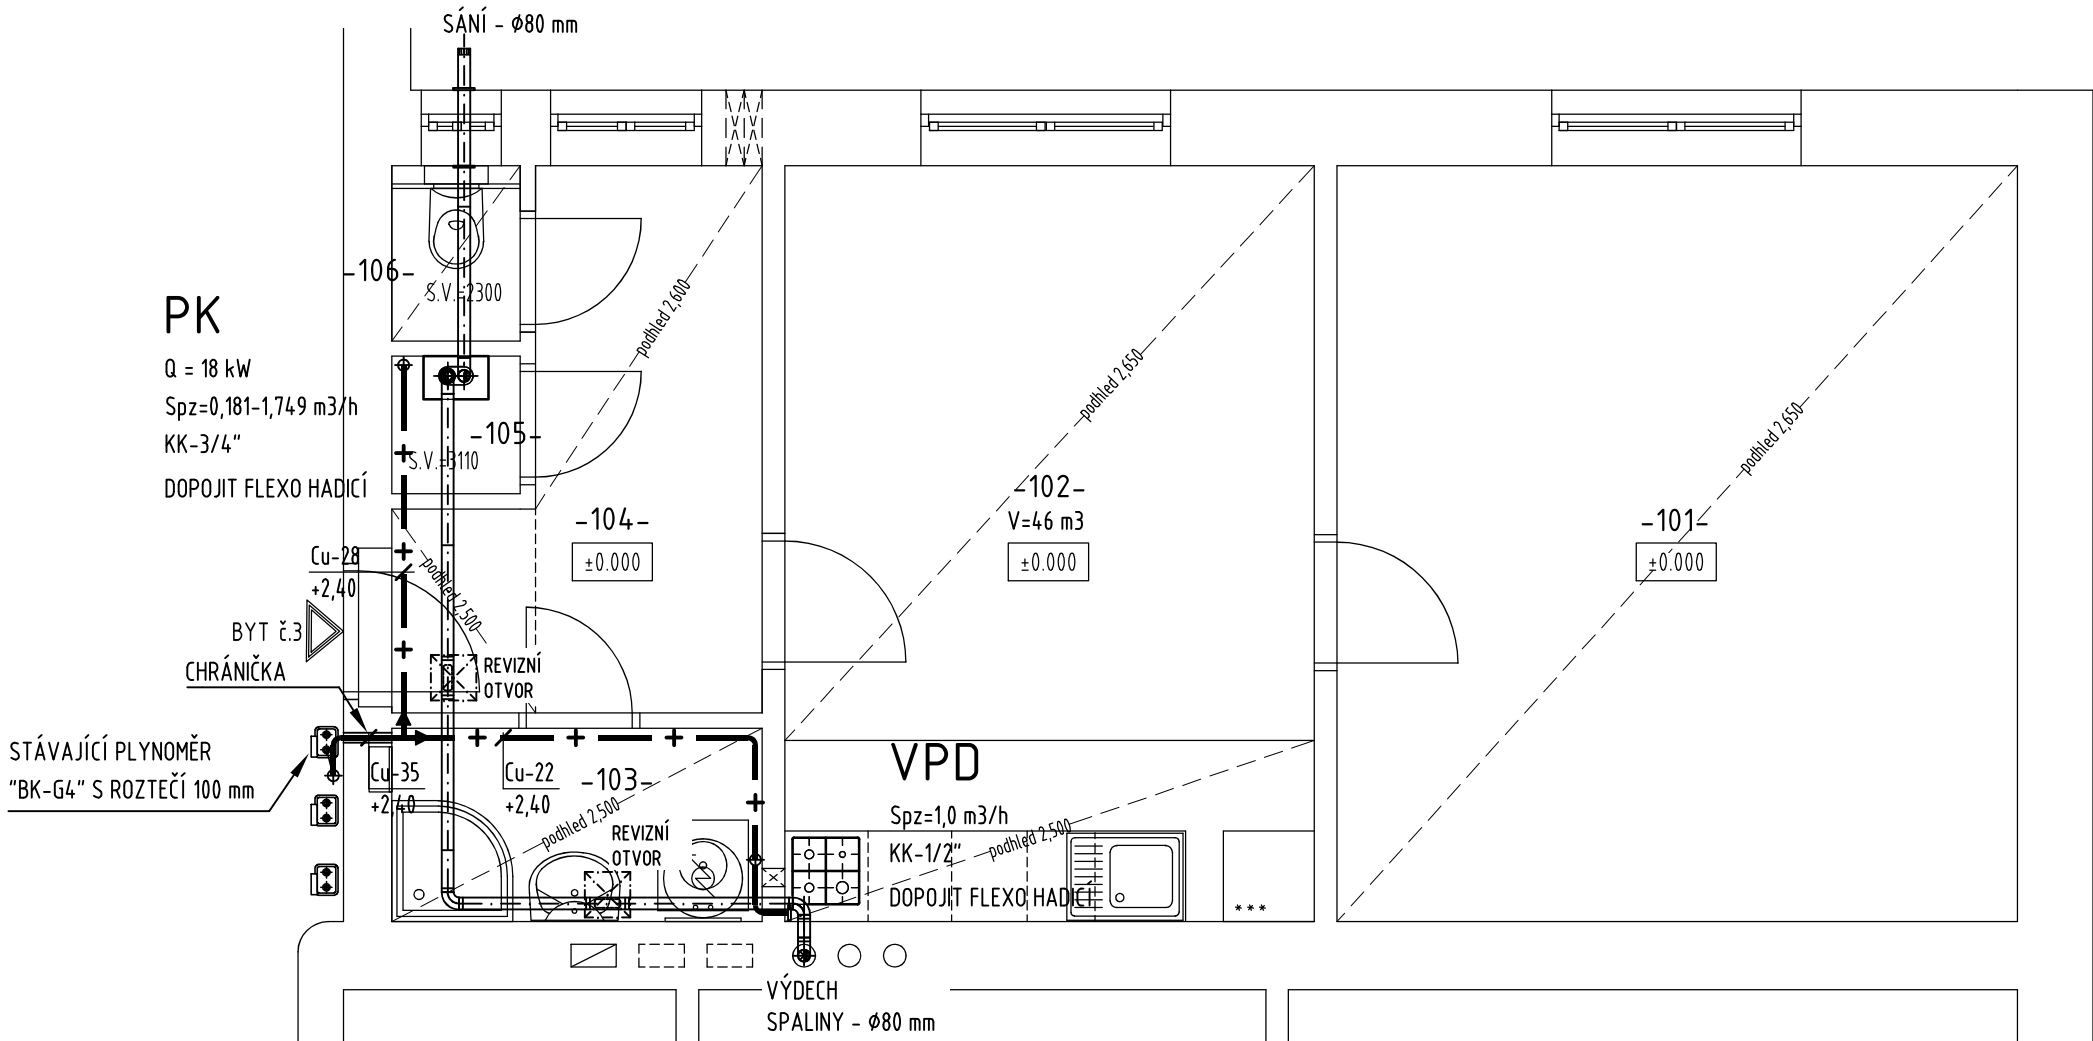 SÁNÍ - ϕ80 mm
-106-
S.V.=2300
podhled 2,600
PK
Q = 18 kW
Spz=0,181-1,749 m3/h
KK-3/4"
DOPOJIT FLEXO HADICÍ
-105-
S.V.=3110
podhled 2,650
podhled 2,650
-102-
V=46 m3
±0.000
-104-
±0.000
-101-
±0.000
Cu-28
+2,40
podhled 2,500
BYT č.3
CHRÁNIČKA
REVIZNÍ
OTVOR
STÁVAJÍCÍ PLYNOMĚR
"BK-G4" S ROZTEČÍ 100 mm
Cu-35
+2,40
Cu-22
+2,40
-103-
podhled 2,500
REVIZNÍ
OTVOR
VPD
Spz=1,0 m3/h
KK-1/2"
podhled 2,500
DOPOJIT FLEXO HADICÍ
***
VÝDECH
SPALINY - ϕ80 mm